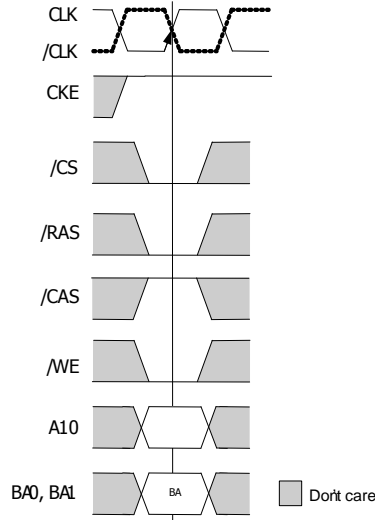 CLK
/CLK
CKE
/CS
/RAS
/CAS
/WE
A10
BA0, BA1
BA
Don't care